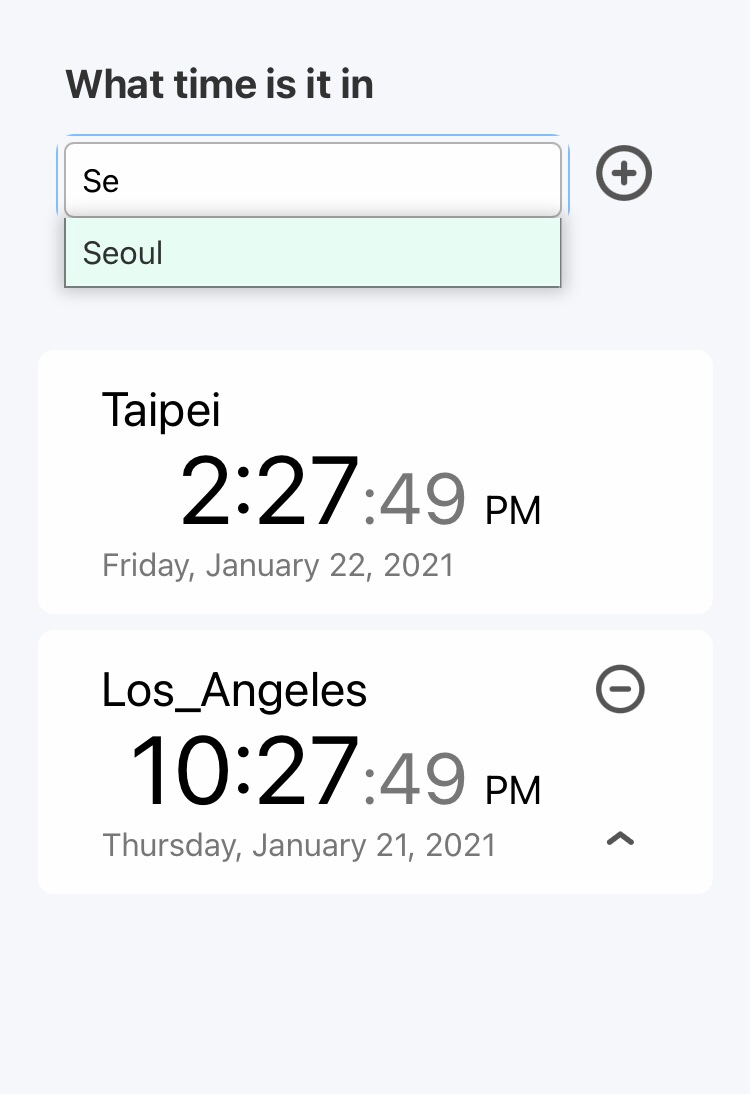 What time is it in
Se
Seoul
Taipei
2:27:49 PM
Friday, January 22, 2021
Los_Angeles
10:27:49 PM
Thursday, January 21, 2021